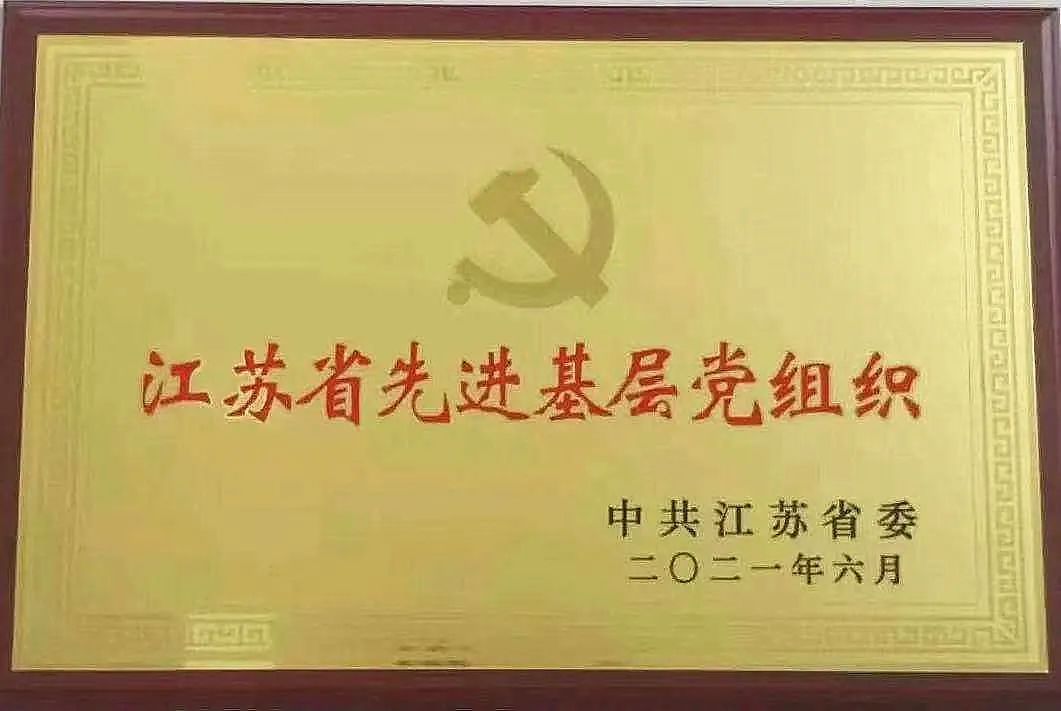 江苏省先进基层党组织
中共江苏省委
二〇二一年六月